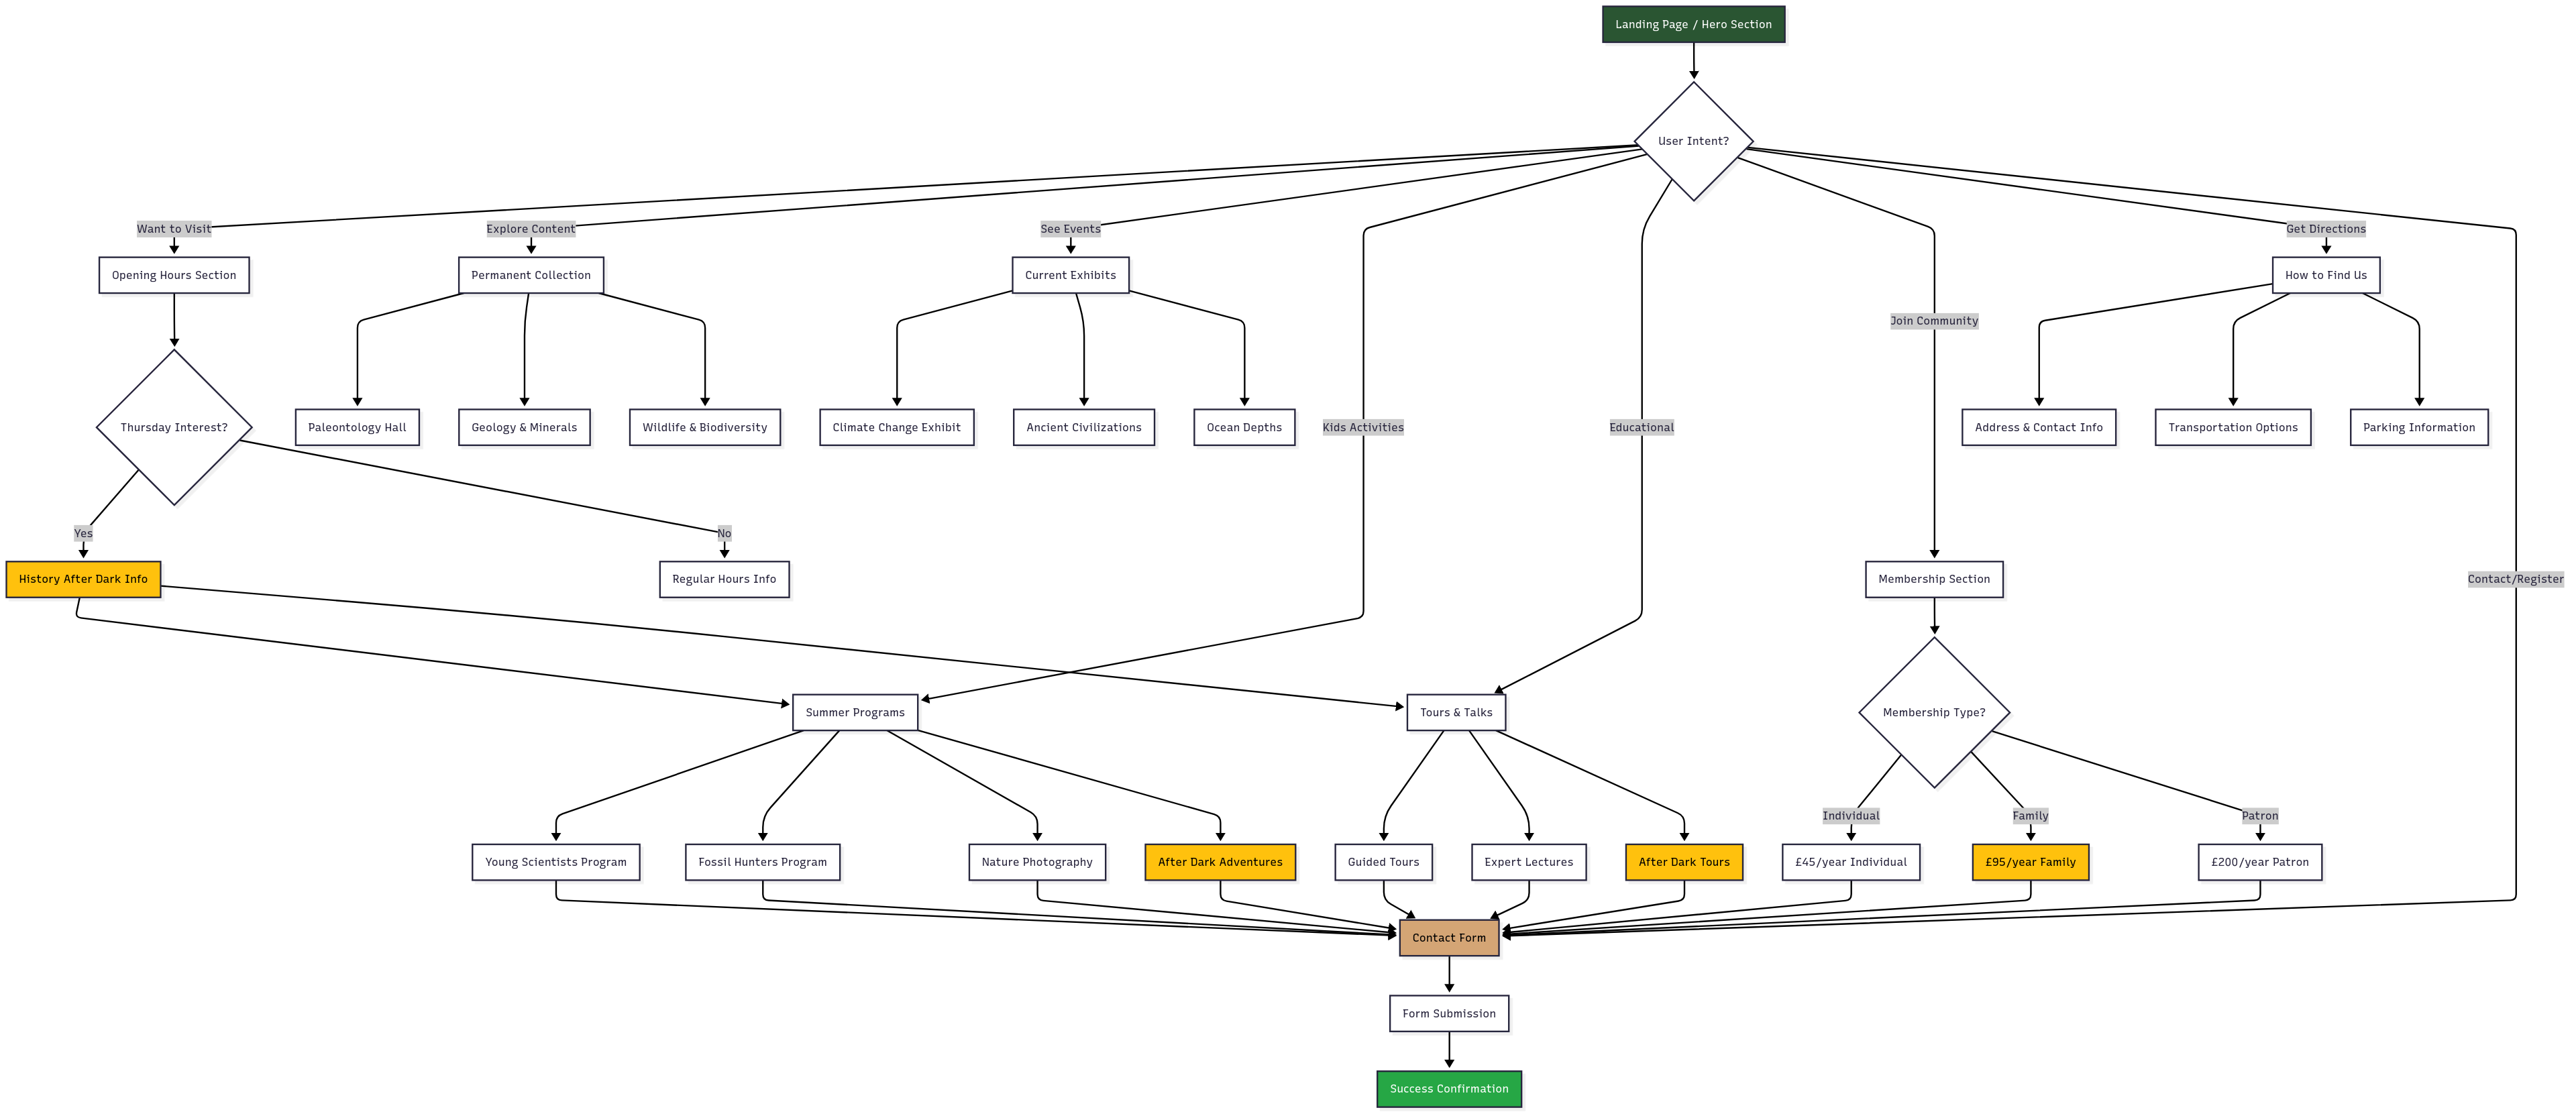 Landing Page / Hero Section
User Intent?
Want to Visit
Explore Content
See Events
Get Directions
Opening Hours Section
Permanent Collection
Current Exhibits
How to Find Us
Join Community
Thursday Interest?
Paleontology Hall
Geology & Minerals
Wildlife & Biodiversity
Climate Change Exhibit
Ancient Civilizations
Ocean Depths
Kids Activities
Educational
Address & Contact Info
Transportation Options
Parking Information
Yes
No
History After Dark Info
Regular Hours Info
Membership Section
Contact/Register
Summer Programs
Tours & Talks
Membership Type?
Individual
Family
Patron
Young Scientists Program
Fossil Hunters Program
Nature Photography
After Dark Adventures
Guided Tours
Expert Lectures
After Dark Tours
£45/year Individual
£95/year Family
£200/year Patron
Contact Form
Form Submission
Success Confirmation